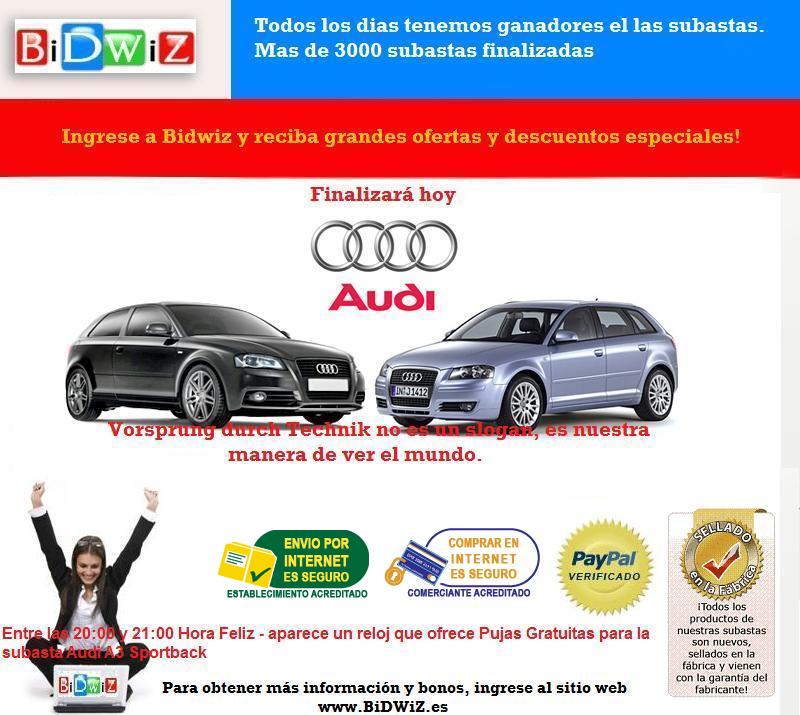 BiDWiZ
Todos los dias tenemos ganadores el las subastas.
Mas de 3000 subastas finalizadas
Ingrese a Bidwiz y reciba grandes ofertas y descuentos especiales!
Finalizará hoy
Audi
IN:J1412
Vorsprung durch Technik no es un slogan, es nuestra
manera de ver el mundo.
ENVIO POR
INTERNET
ES SEGURO
ESTABLECIMIENTO ACREDITADO
COMPRAR EN
INTERNET
ES SEGURO
COMERCIANTE ACREDITADO
PayPal
VERIFICADO
SELLADO
en la Fábrica
¡Todos los
productos de
nuestras subastas
son nuevos,
sellados en la
fábrica y vienen
con la garantía del
fabricante!
Entre las 20:00 y 21:00 Hora Feliz - aparece un reloj que ofrece Pujas Gratuitas para la
subasta Audi A3 Sportback
BiDWiZ
Para obtener más información y bonos, ingrese al sitio web
www.BiDWiZ.es